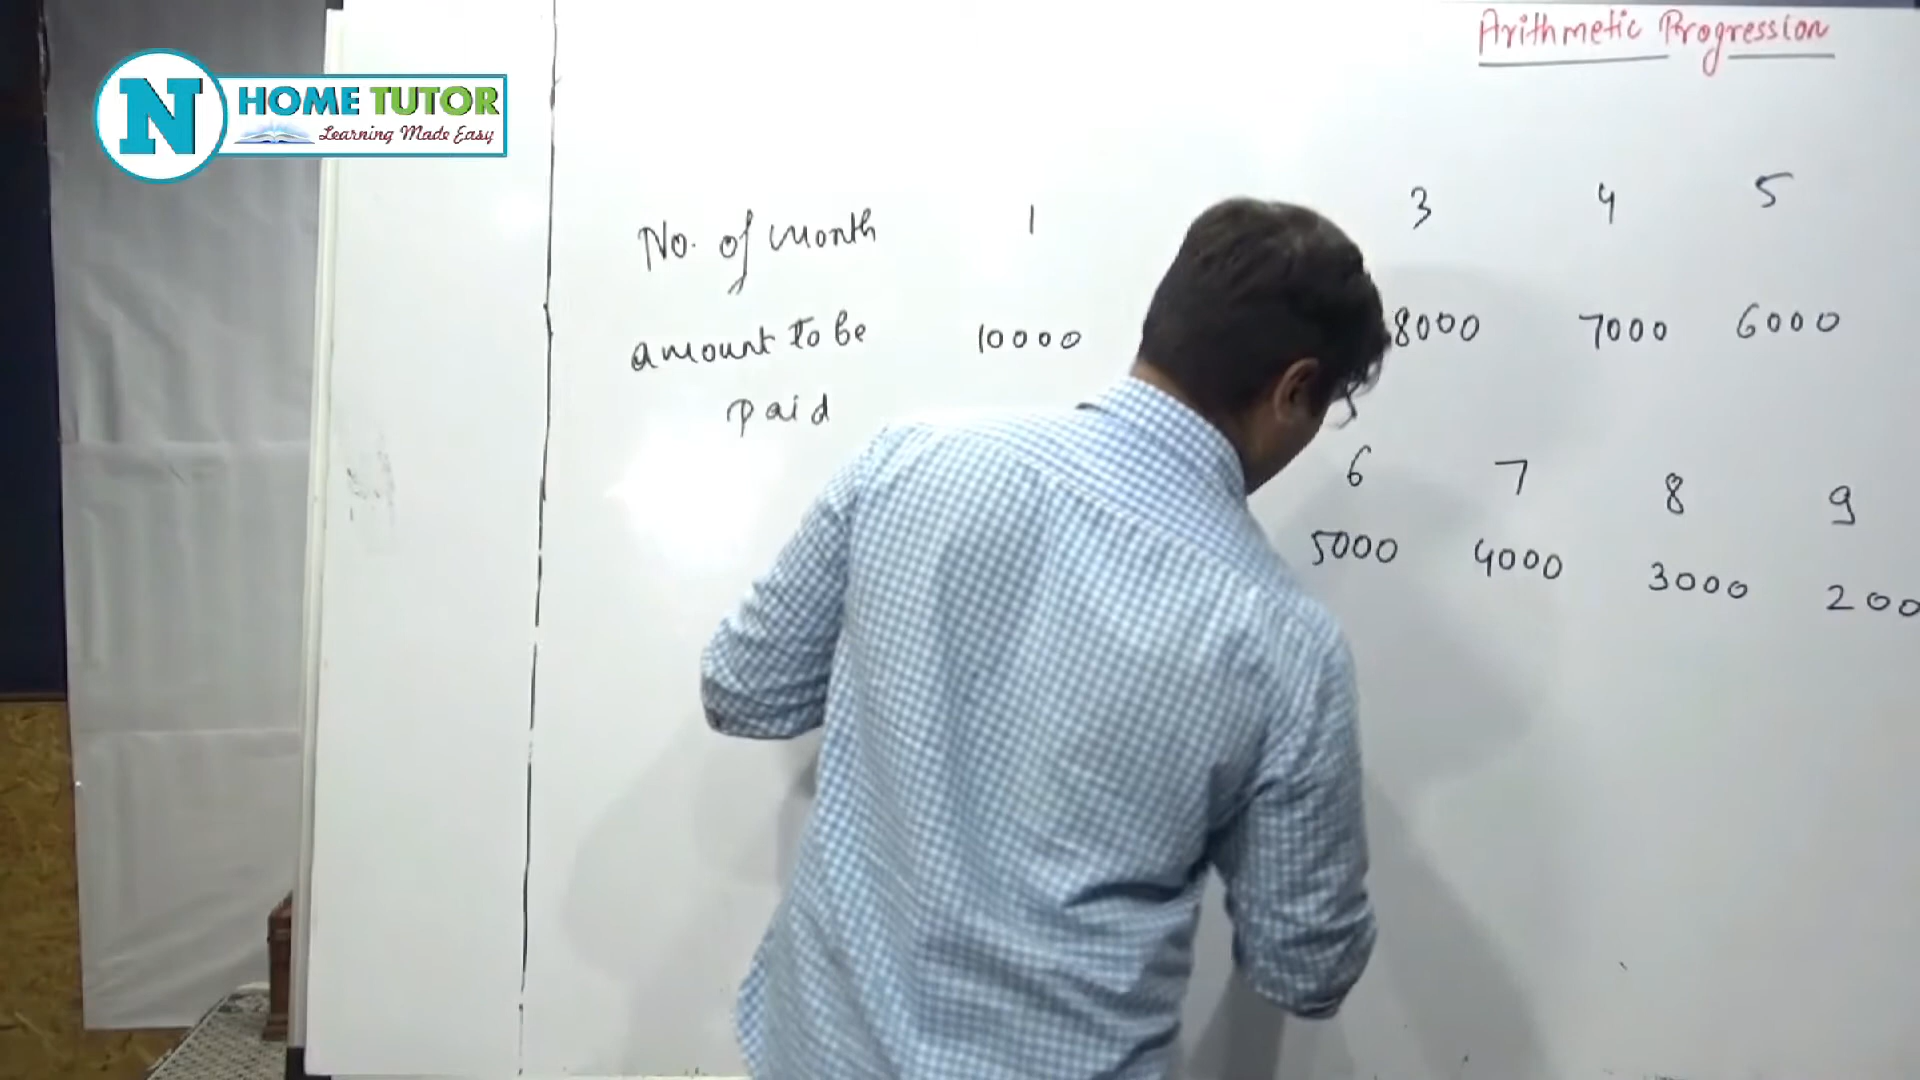 Arithmetic Progression
N HOME TUTOR
Learning Made Easy
No. of month 1 3 4 5
amount to be 10000 8000 7000 6000
paid
6 7 8 9
5000 4000 3000 200